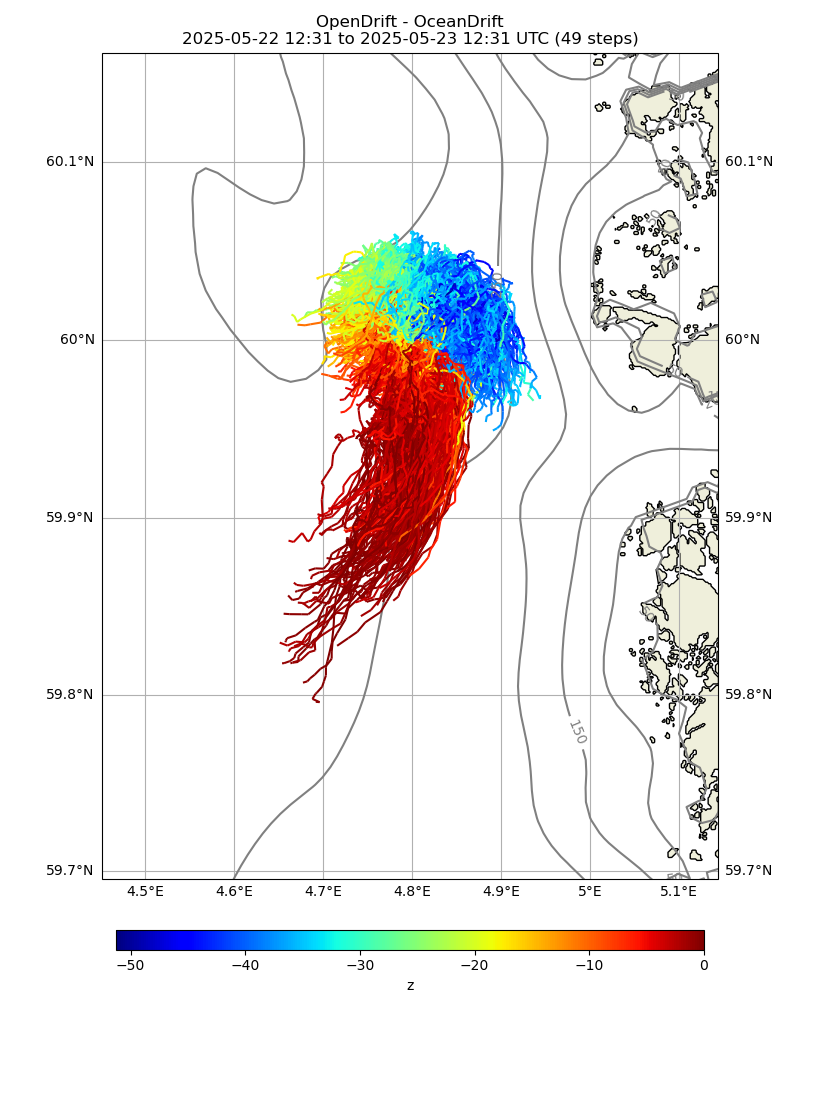 OpenDrift - OceanDrift
2025-05-22 12:31 to 2025-05-23 12:31 UTC (49 steps)
60.1°N 60.1°N
50
60°N 60°N
59.9°N 59.9°N
59.8°N 59.8°N
150
59.7°N 59.7°N
4.5°E 4.6°E 4.7°E 4.8°E 4.9°E 5°E 5.1°E
−50 −40 −30 −20 −10 0
z